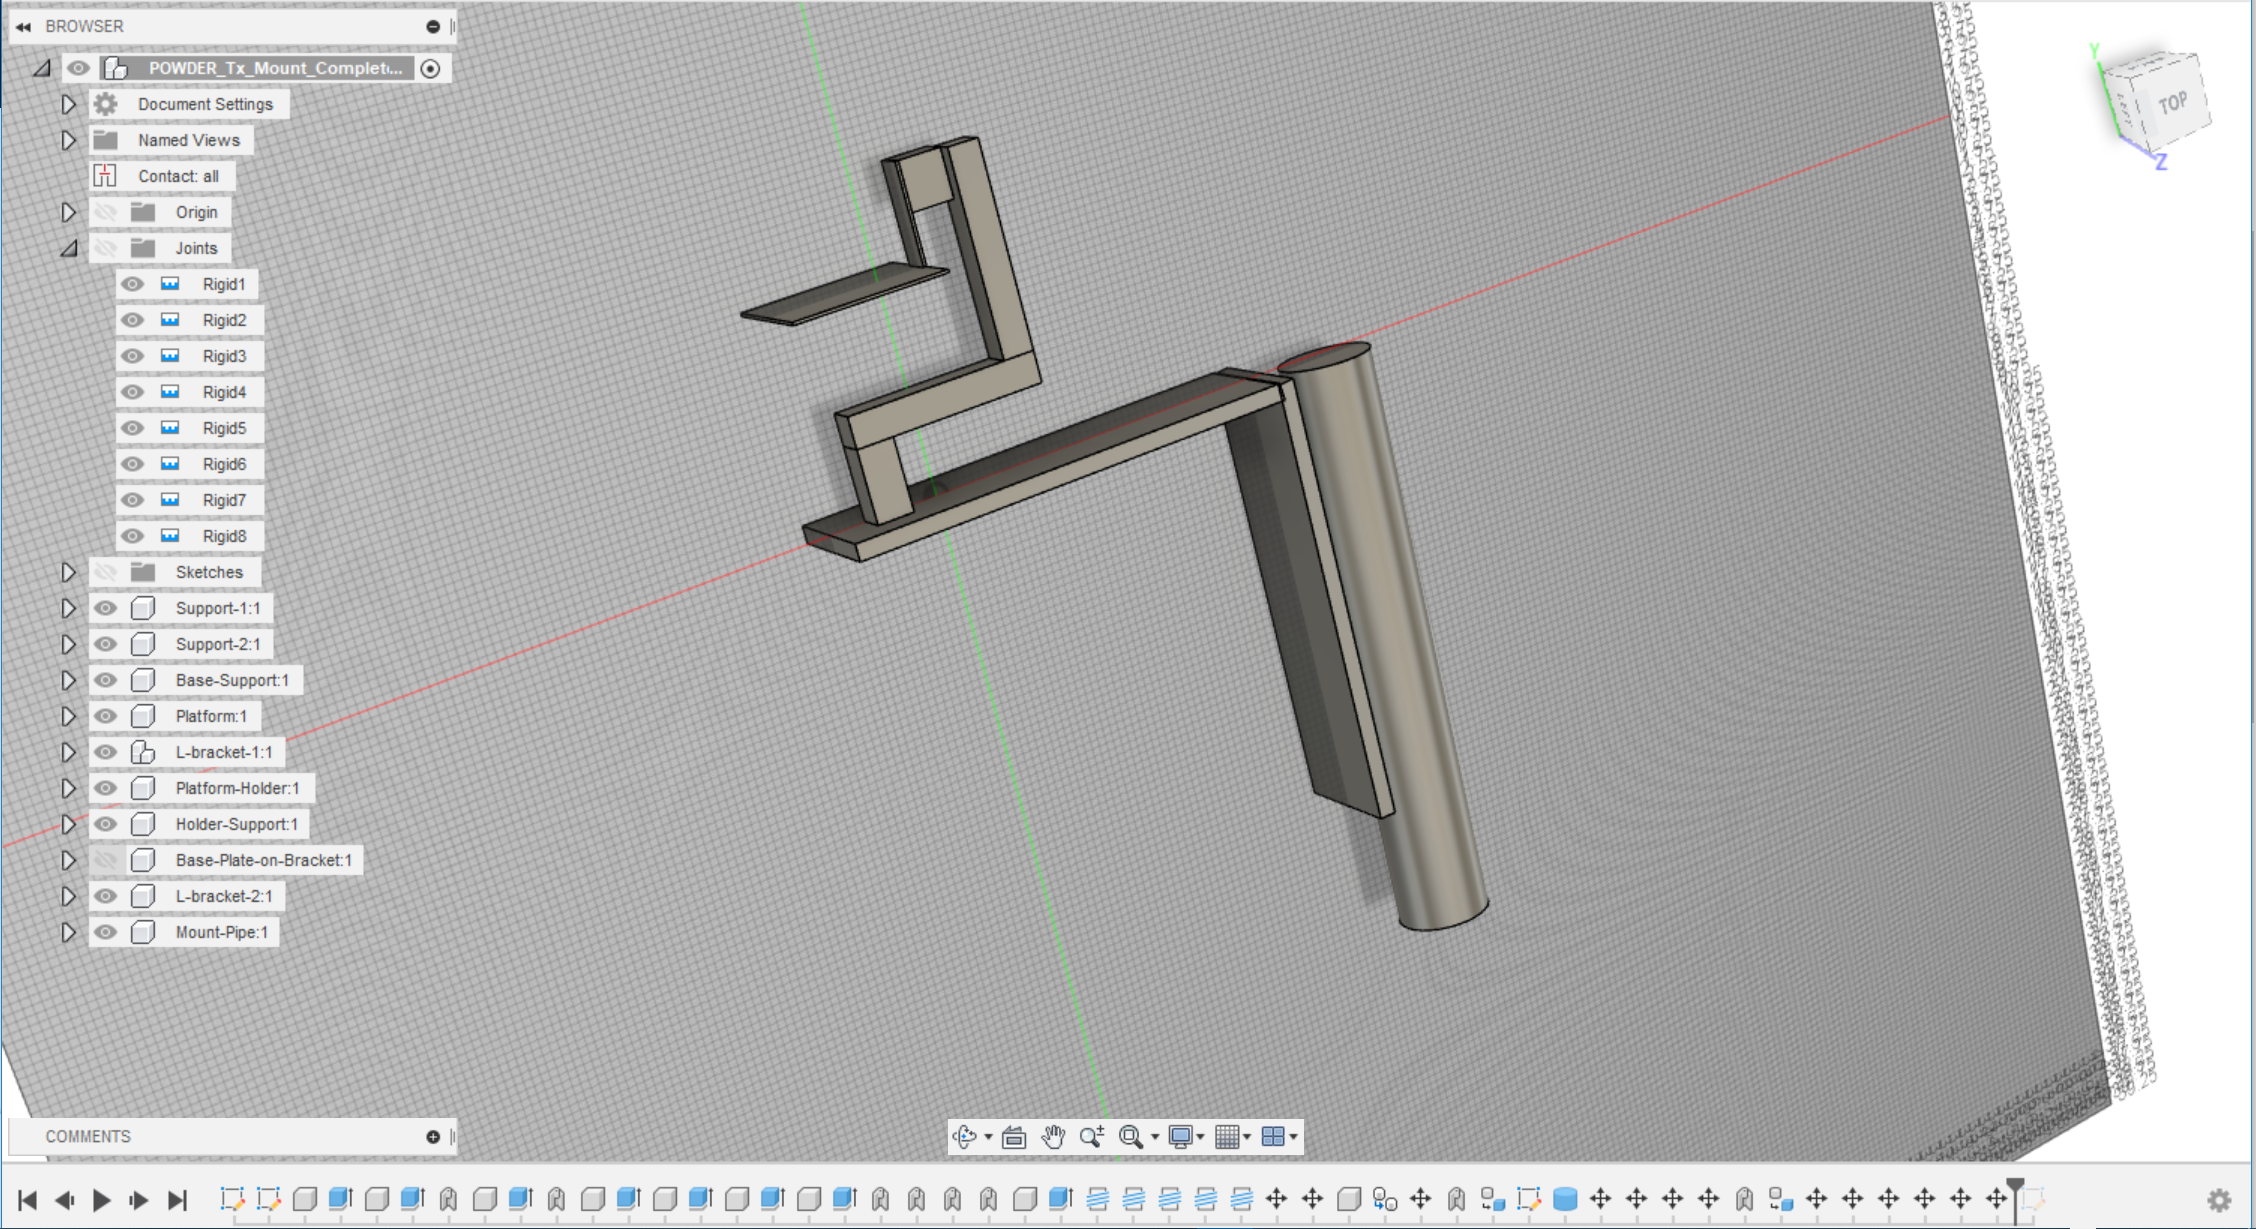 BROWSER
POWDER_Tx_Mount_Complet...
Document Settings
Named Views
Contact: all
Origin
Joints
Rigid1
Rigid2
Rigid3
Rigid4
Rigid5
Rigid6
Rigid7
Rigid8
Sketches
Support-1:1
Support-2:1
Base-Support:1
Platform:1
L-bracket-1:1
Platform-Holder:1
Holder-Support:1
Base-Plate-on-Bracket:1
L-bracket-2:1
Mount-Pipe:1
COMMENTS
Y
TOP
Z